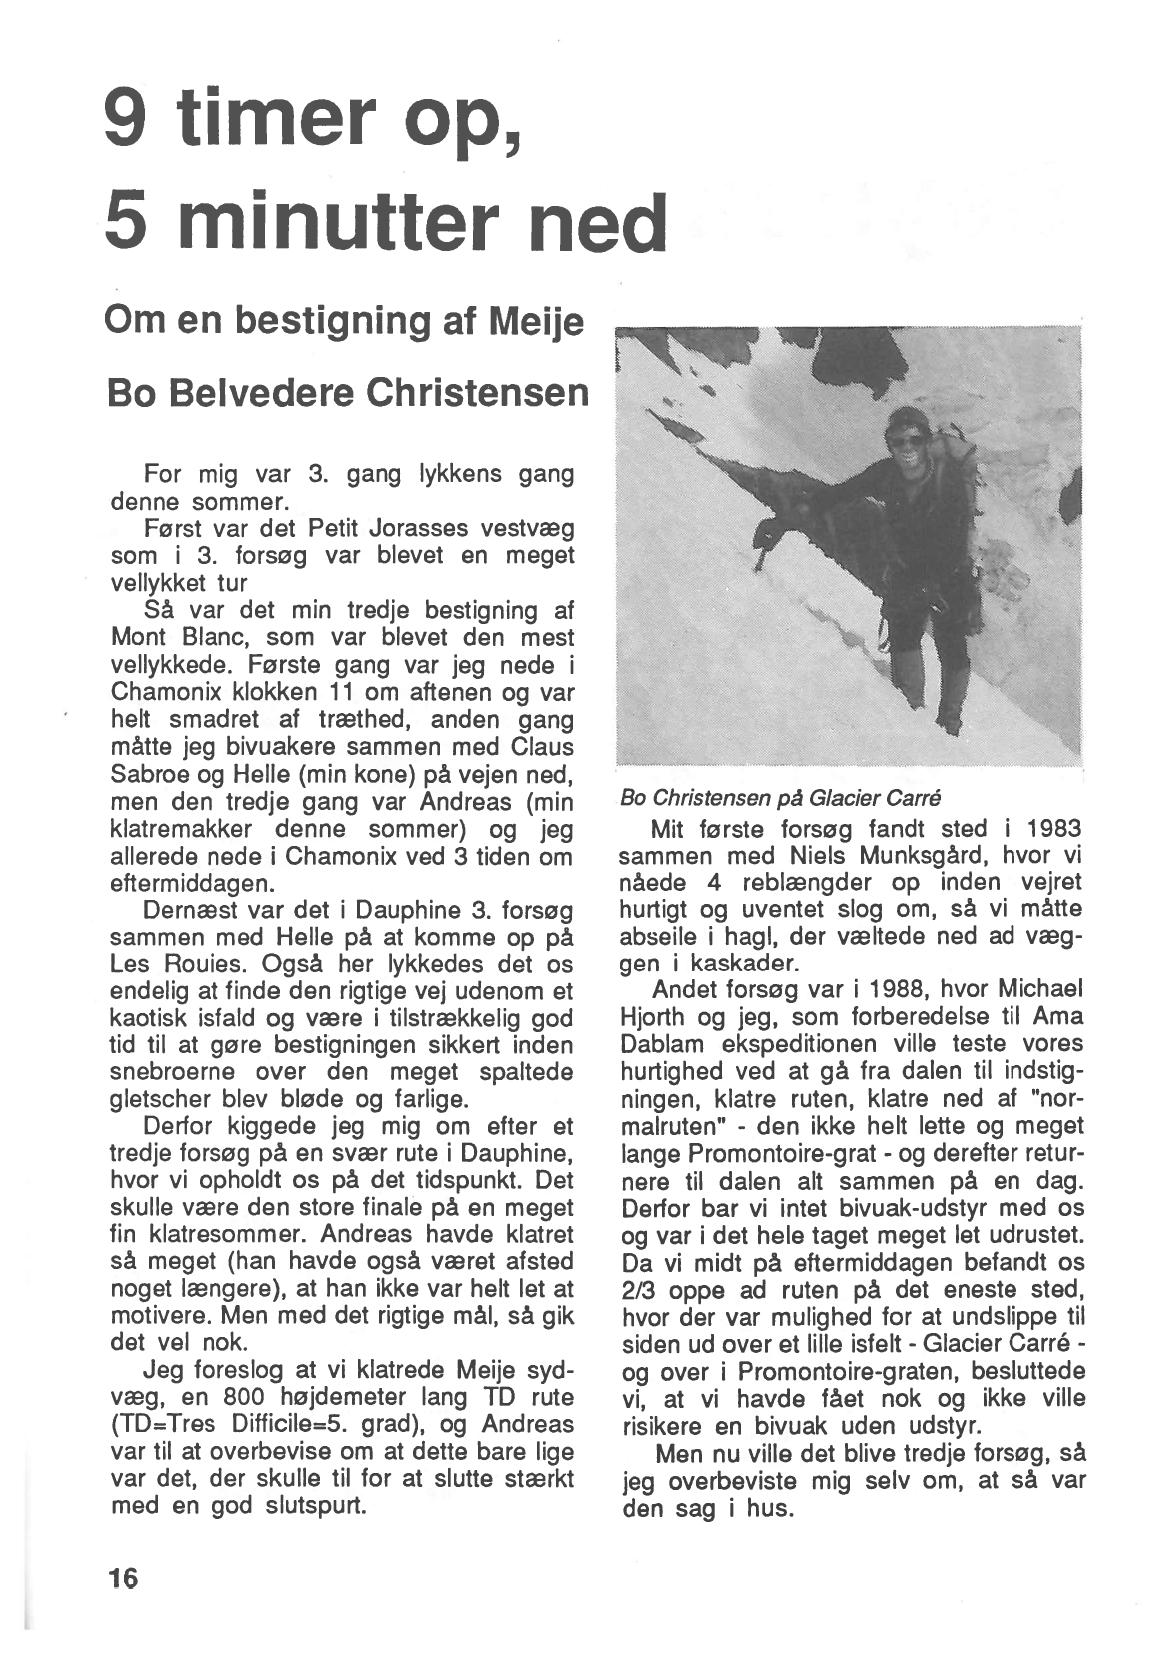 9 timer op,
5 minutter ned
Om en bestigning af Meije
Bo Belvedere Christensen
For mig var 3. gang lykkens gang
denne sommer.
Først var det Petit Jorasses vestvæg
som i 3. forsøg var blevet en meget
vellykket tur
Så var det min tredje bestigning af
Mont Blanc, som var blevet den mest
vellykkede. Første gang var jeg nede i
Chamonix klokken 11 om aftenen og var
helt smadret af træthed, anden gang
måtte jeg bivuakere sammen med Claus
Sabroe og Helle (min kone) på vejen ned,
men den tredje gang var Andreas (min
klatremakker denne sommer) og jeg
allerede nede i Chamonix ved 3 tiden om
eftermiddagen.
Dernæst var det i Dauphine 3. forsøg
sammen med Helle på at komme op på
Les Rouies. Også her lykkedes det os
endelig at finde den rigtige vej udenom et
kaotisk isfald og være i tilstrækkelig god
tid til at gøre bestigningen sikkert inden
snebroerne over den meget spaltede
gletscher blev bløde og farlige.
Derfor kiggede jeg mig om efter et
tredje forsøg på en svær rute i Dauphine,
hvor vi opholdt os på det tidspunkt. Det
skulle være den store finale på en meget
fin klatresommer. Andreas havde klatret
så meget (han havde også været afsted
noget længere), at han ikke var helt let at
motivere. Men med det rigtige mål, så gik
det vel nok.
Jeg foreslog at vi klatrede Meije syd-
væg, en 800 højdemeter lang TD rute
(TD=Tres Difficile=5. grad), og Andreas
var til at overbevise om at dette bare lige
var det, der skulle til for at slutte stærkt
med en god slutspurt.
Bo Christensen på Glacier Carré
Mit første forsøg fandt sted i 1983
sammen med Niels Munksgård, hvor vi
nåede 4 reblængder op inden vejret
hurtigt og uventet slog om, så vi måtte
abseile i hagl, der væltede ned ad væg-
gen i kaskader.
Andet forsøg var i 1988, hvor Michael
Hjorth og jeg, som forberedelse til Ama
Dablam ekspeditionen ville teste vores
hurtighed ved at gå fra dalen til indstig-
ningen, klatre ruten, klatre ned af "nor-
malruten" - den ikke helt lette og meget
lange Promontoire-grat - og derefter retur-
nere til dalen alt sammen på en dag.
Derfor bar vi intet bivuak-udstyr med os
og var i det hele taget meget let udrustet.
Da vi midt på eftermiddagen befandt os
2/3 oppe ad ruten på det eneste sted,
hvor der var mulighed for at undslippe til
siden ud over et lille isfelt - Glacier Carré -
og over i Promontoire-graten, besluttede
vi, at vi havde fået nok og ikke ville
risikere en bivuak uden udstyr.
Men nu ville det blive tredje forsøg, så
jeg overbeviste mig selv om, at så var
den sag i hus.
16